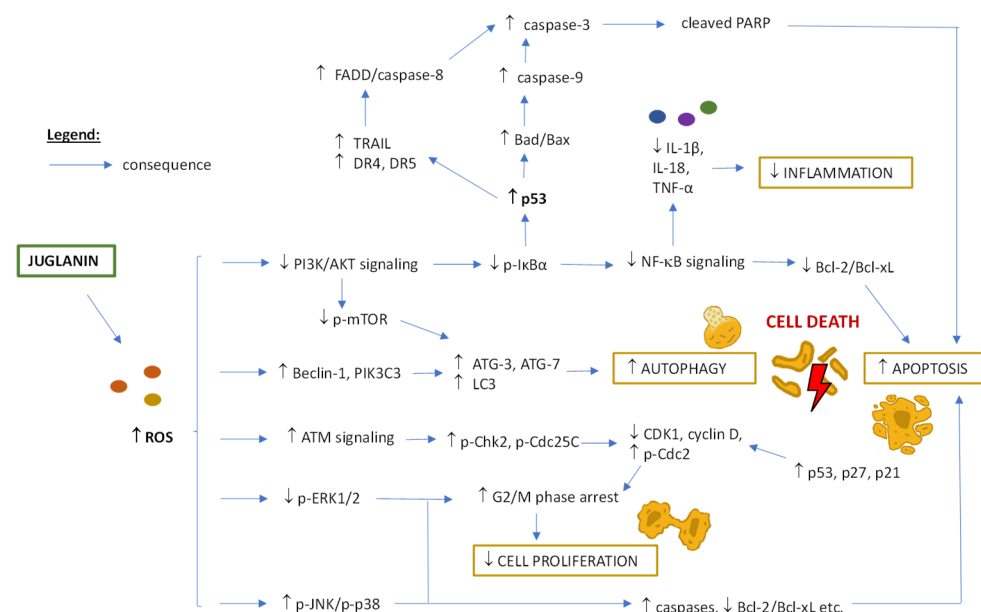 ↑ caspase-3
cleaved PARP
↑ FADD/caspase-8
↑ caspase-9
Legend:
consequence
↑ TRAIL
↑ DR4, DR5
↑ Bad/Bax
↓ IL-1β,
IL-18,
TNF-α
↓ INFLAMMATION
↑ p53
JUGLANIN
↓ PI3K/AKT signaling
↓ p-IκBα
↓ NF-κB signaling
↓ Bcl-2/Bcl-xL
↓ p-mTOR
CELL DEATH
↑ Beclin-1, PIK3C3
↑ ATG-3, ATG-7
↑ LC3
↑ AUTOPHAGY
↑ APOPTOSIS
↑ ROS
↑ ATM signaling
↑ p-Chk2, p-Cdc25C
↓ CDK1, cyclin D,
↑ p-Cdc2
↑ p53, p27, p21
↓ p-ERK1/2
↑ G2/M phase arrest
↓ CELL PROLIFERATION
↑ p-JNK/p-p38
↑ caspases, ↓ Bcl-2/Bcl-xL etc.